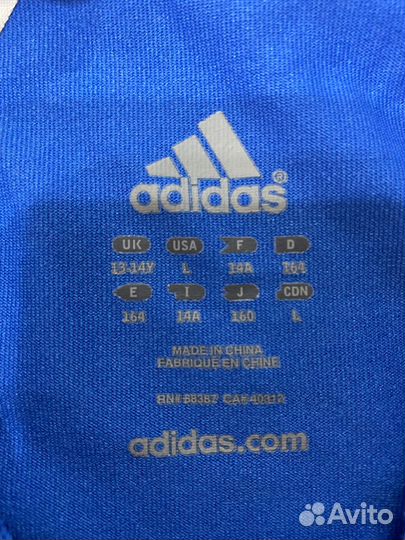 adidas®
UK USA F D
13-14Y L 14A 164
E I J CDN
164 14A 160 L
MADE IN CHINA
FABRIQUE EN CHINE
RN# 88387 CA# 40312
adidas.com
Avito